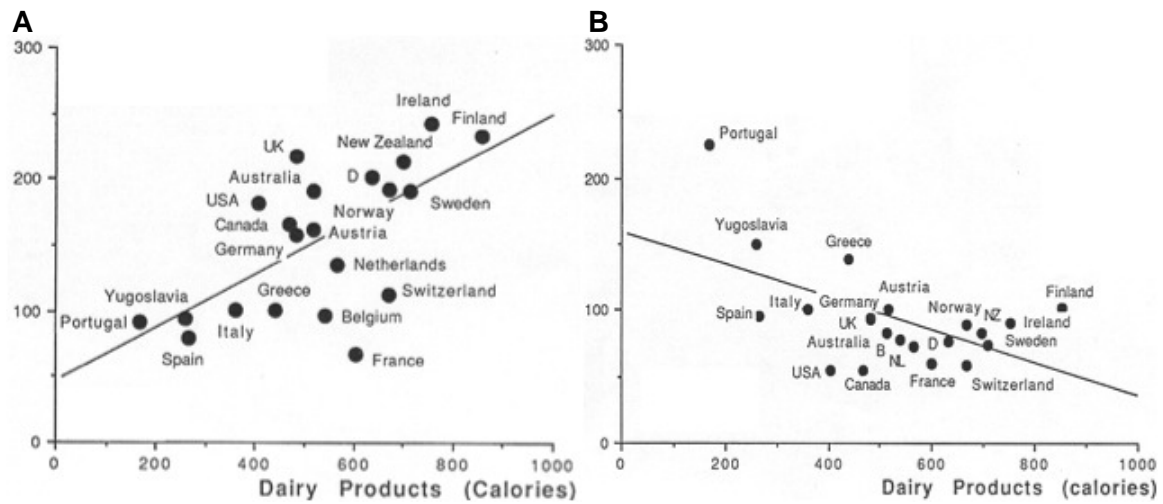 A
300
200
100
0
0 200 400 600 800 1000
Dairy Products (Calories)
Ireland
Finland
UK
New Zealand
Australia
D
USA
Norway
Sweden
Canada
Austria
Germany
Netherlands
Yugoslavia
Greece
Switzerland
Portugal
Italy
Belgium
Spain
France
B
300
200
100
0
0 200 400 600 800 1000
Dairy Products (Calories)
Portugal
Yugoslavia
Greece
Austria
Finland
Italy
Germany
Norway
NZ
Spain
UK
Ireland
Australia
B
D
Sweden
NL
USA
Canada
France
Switzerland